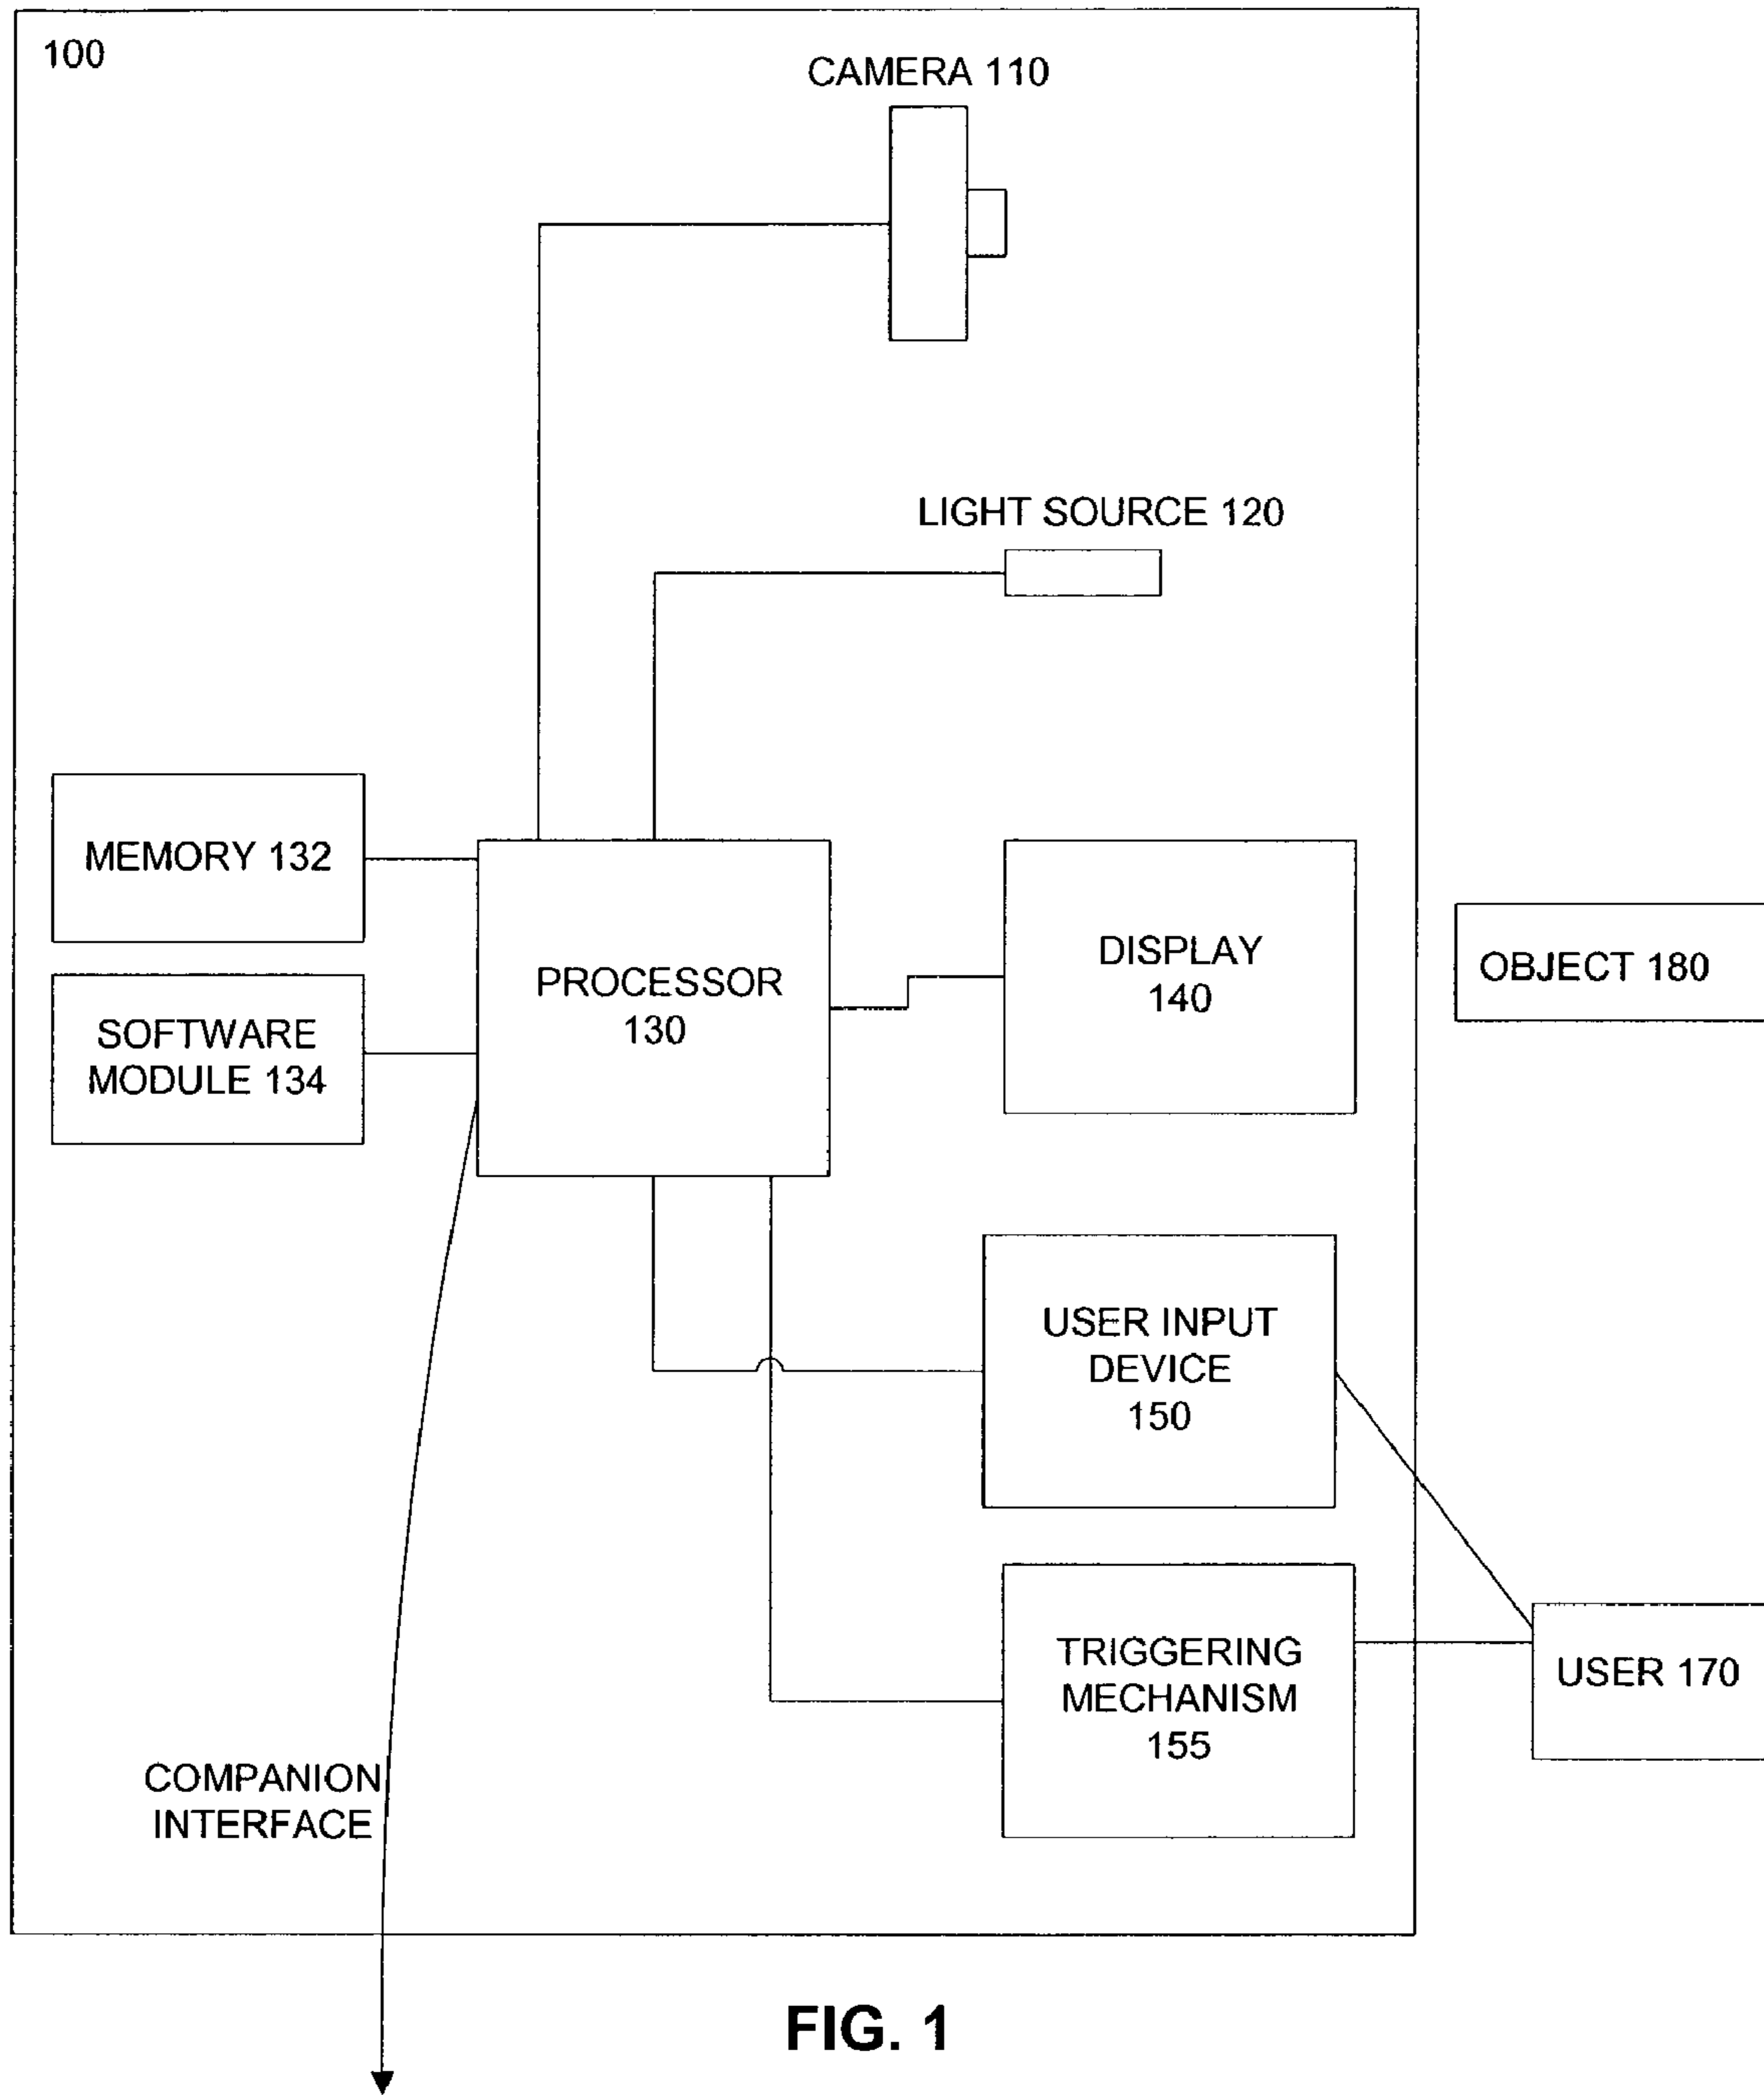 100
CAMERA 110
LIGHT SOURCE 120
MEMORY 132
SOFTWARE
MODULE 134
PROCESSOR
130
DISPLAY
140
OBJECT 180
USER INPUT
DEVICE
150
TRIGGERING
MECHANISM
155
USER 170
COMPANION
INTERFACE
FIG. 1